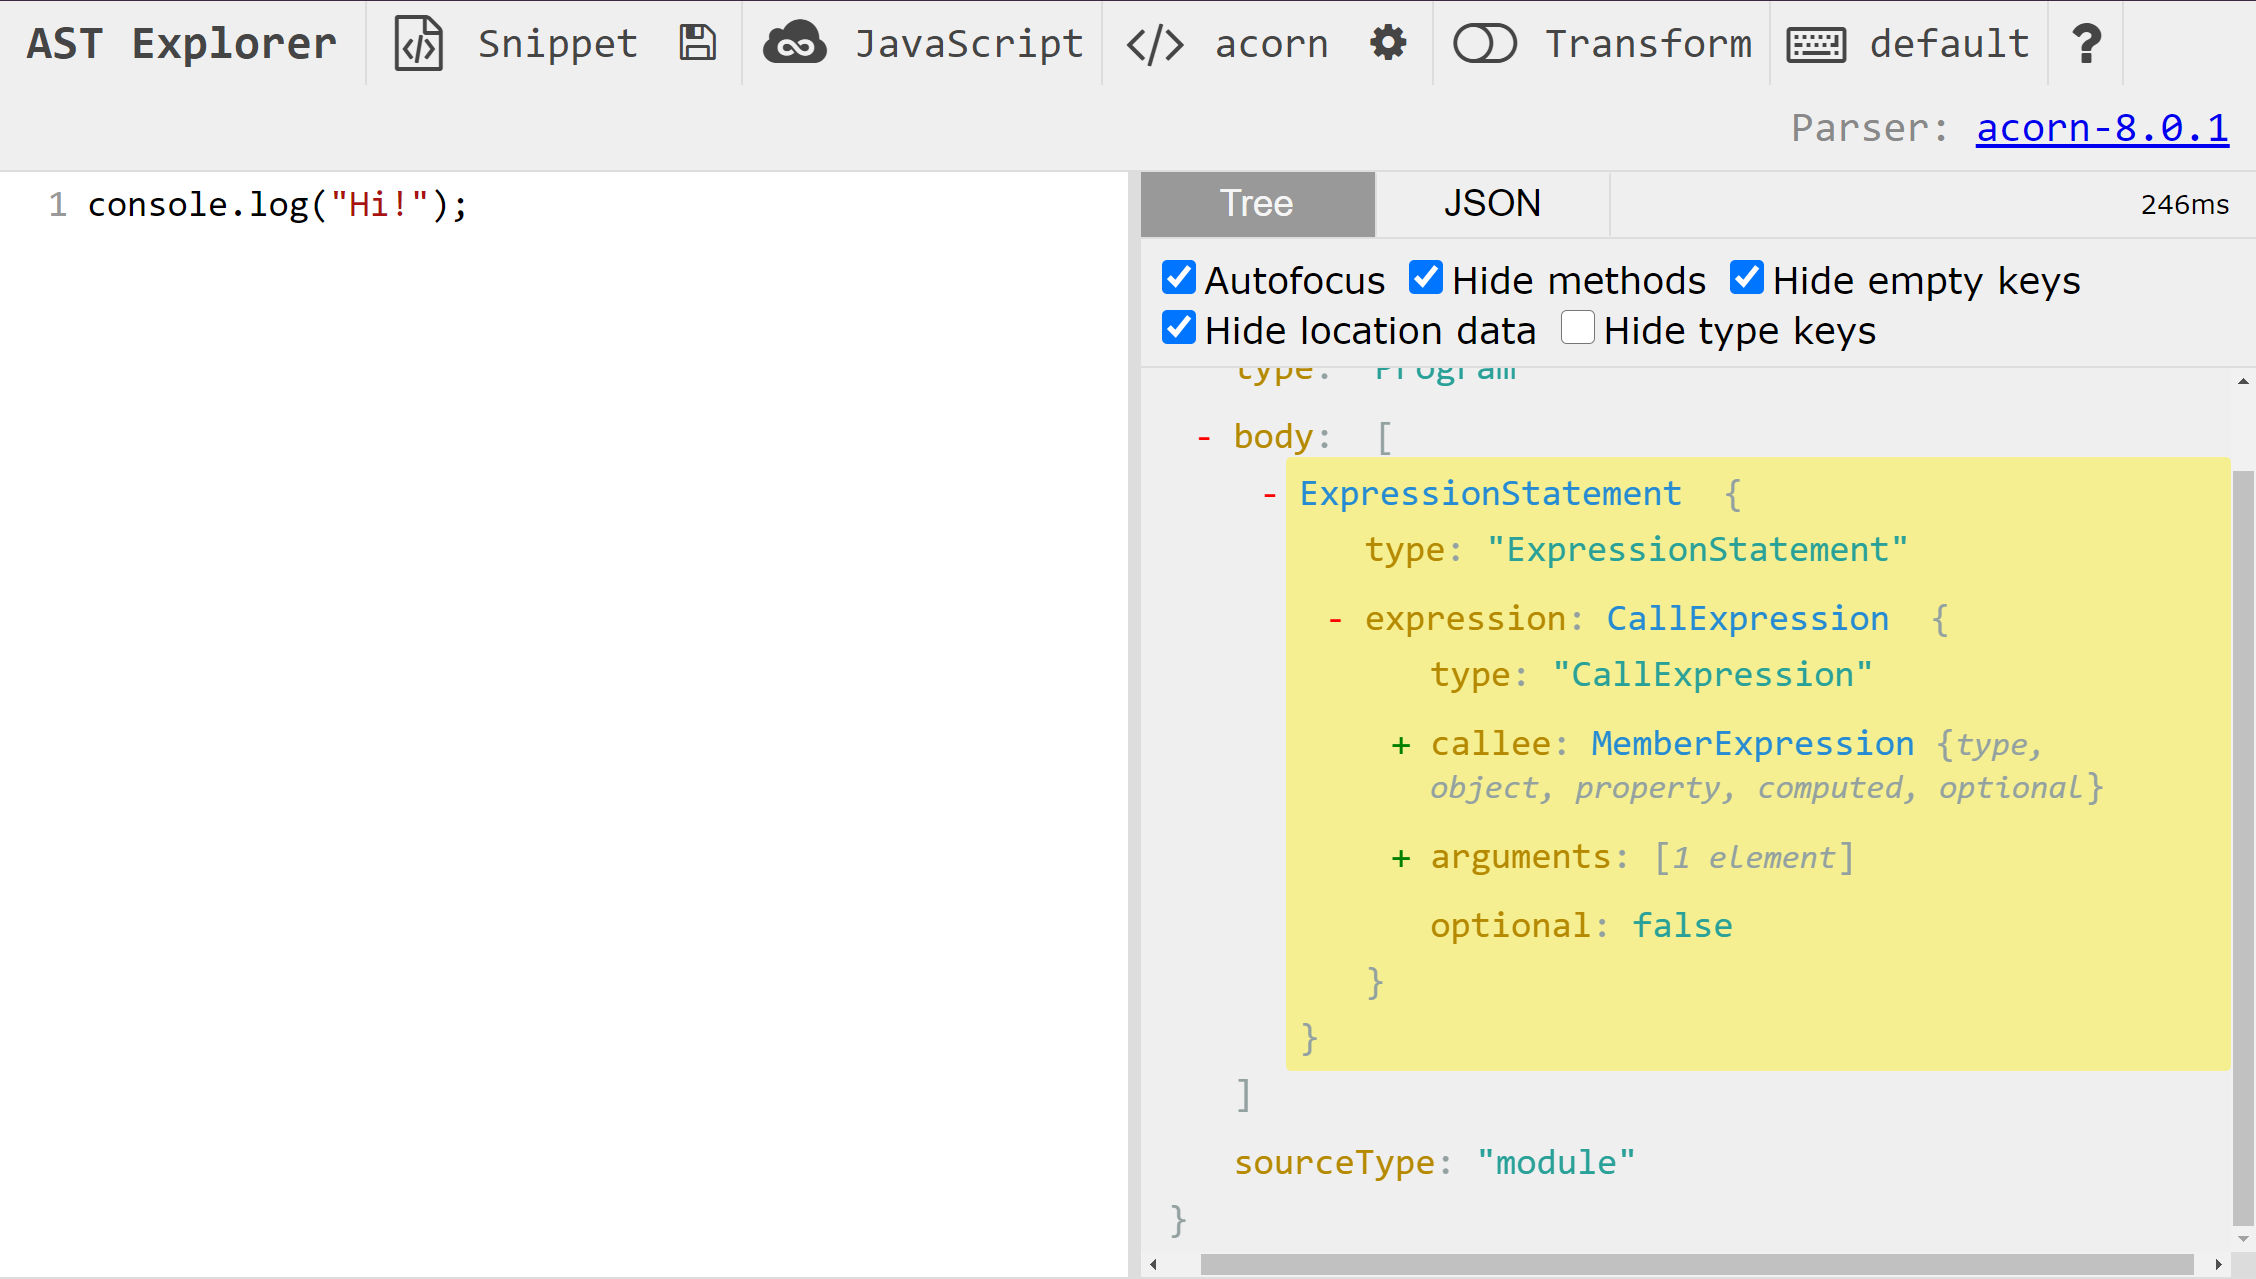 AST Explorer Snippet JavaScript </> acorn Transform default ?
Parser: acorn-8.0.1
1 console.log("Hi!");
Tree JSON 246ms
Autofocus Hide methods Hide empty keys
Hide location data Hide type keys
type: "Program"
- body: [
- ExpressionStatement {
type: "ExpressionStatement"
- expression: CallExpression {
type: "CallExpression"
+ callee: MemberExpression {type,
object, property, computed, optional}
+ arguments: [1 element]
optional: false
}
}
]
sourceType: "module"
}